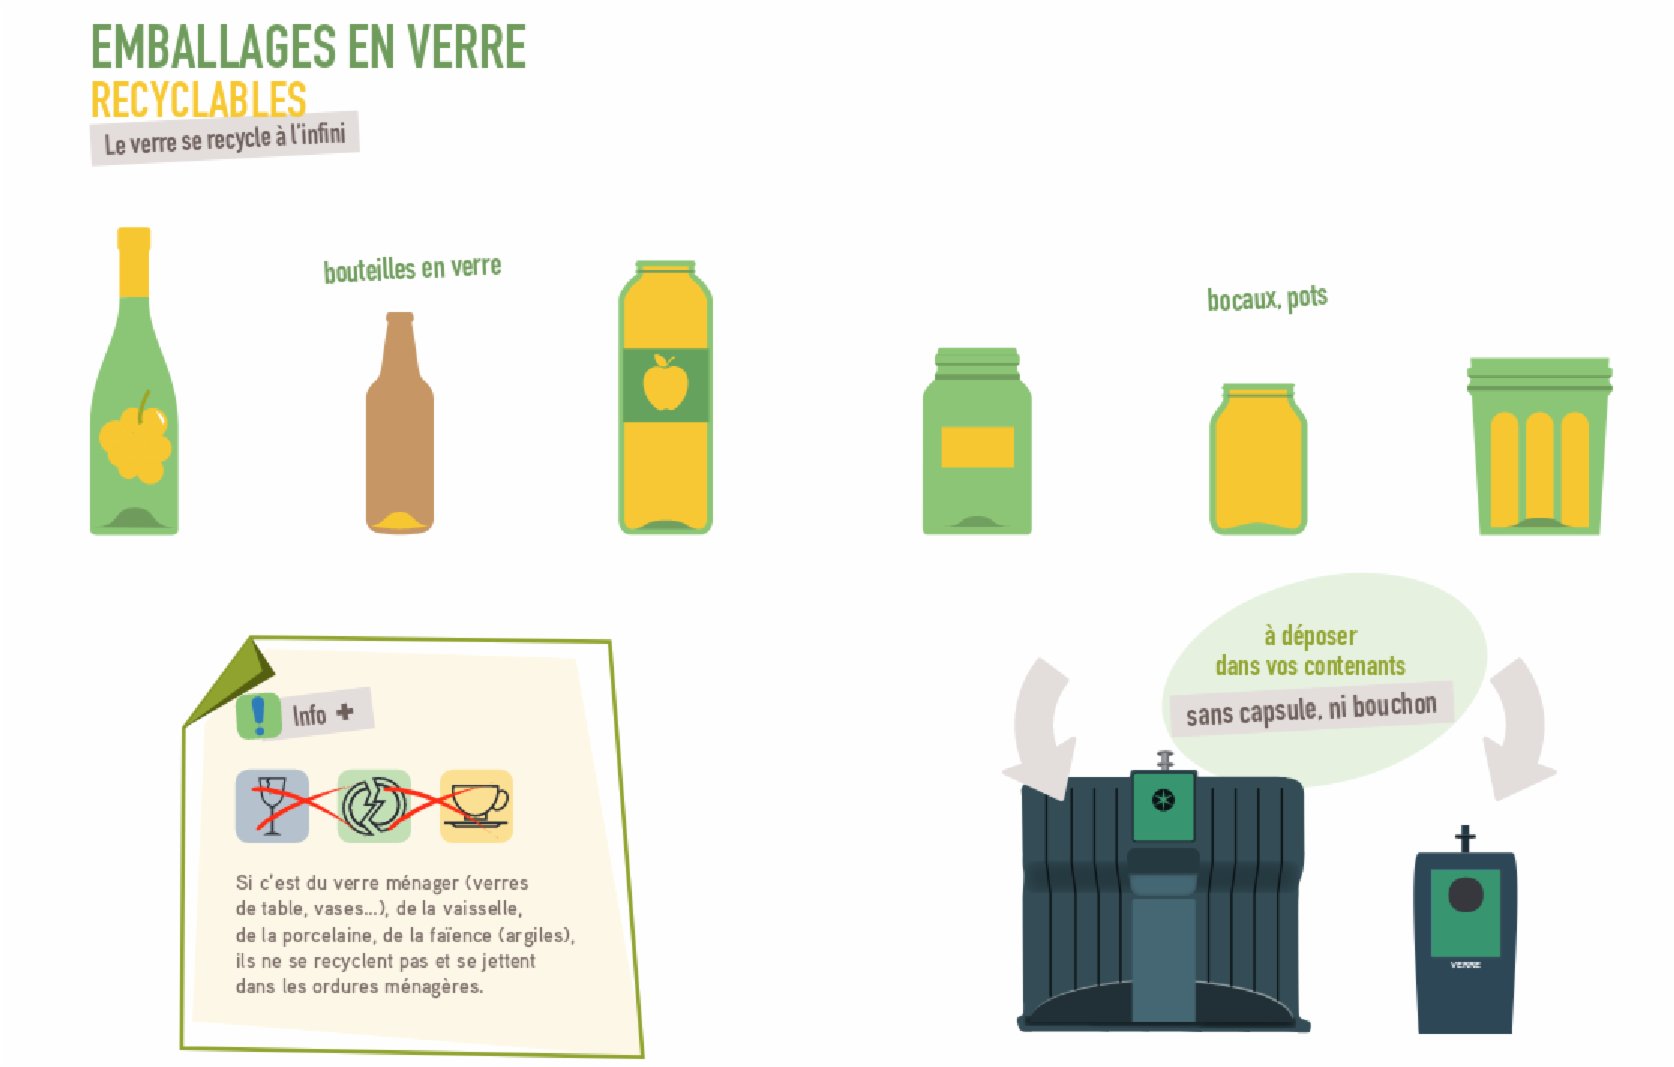 EMBALLAGES EN VERRE
RECYCLABLES
Le verre se recycle à l'infini
bouteilles en verre
bocaux, pots
à déposer
dans vos contenants
sans capsule, ni bouchon
! Info +
Si c'est du verre ménager (verres
de table, vases...), de la vaisselle,
de la porcelaine, de la faïence (argiles),
ils ne se recyclent pas et se jettent
dans les ordures ménagères.
VERRE